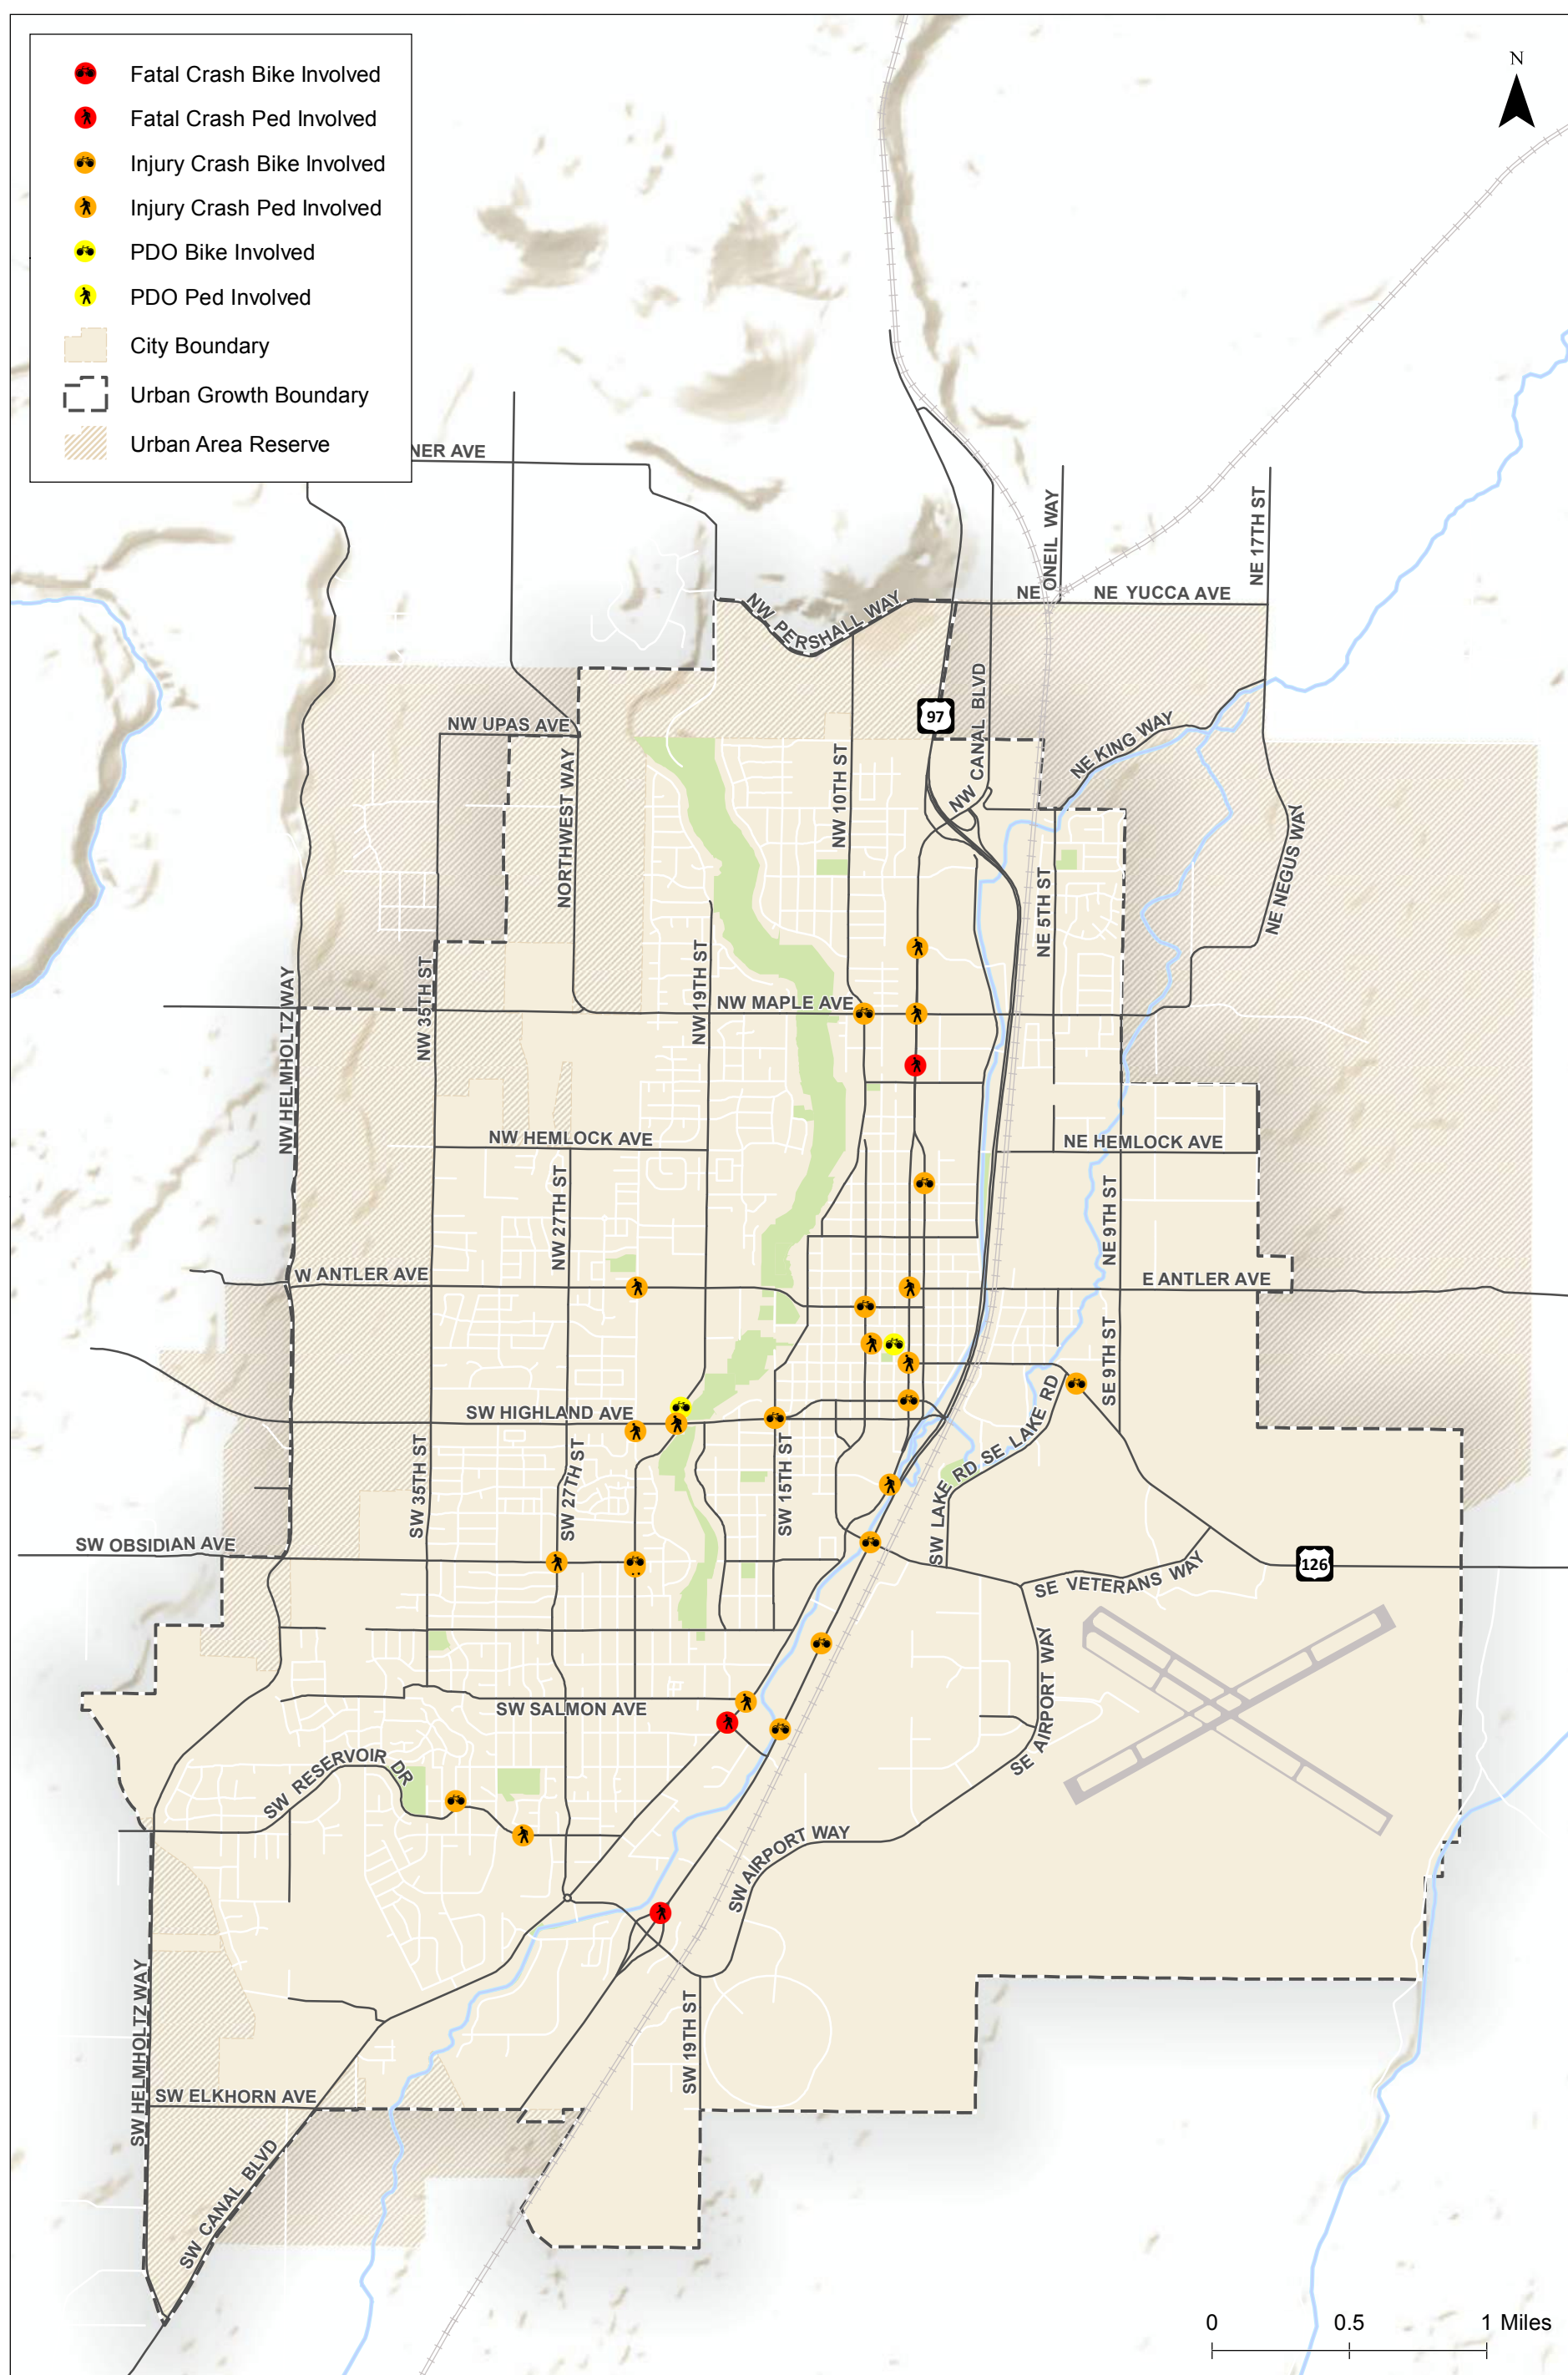 Fatal Crash Bike Involved
Fatal Crash Ped Involved
Injury Crash Bike Involved
Injury Crash Ped Involved
PDO Bike Involved
PDO Ped Involved
City Boundary
Urban Growth Boundary
Urban Area Reserve
N
NER AVE
NE ONEIL WAY
NE 17TH ST
NE YUCCA AVE
NW PERSHALL WAY
97
NW CANAL BLVD
NW UPAS AVE
NE KING WAY
NORTHWEST WAY
NW 10TH ST
NE NEGUS WAY
NE 5TH ST
NW 19TH ST
NW 35TH ST
NW HELMHOLTZ WAY
NW MAPLE AVE
NW HEMLOCK AVE
NE HEMLOCK AVE
NW 27TH ST
NE 9TH ST
W ANTLER AVE
E ANTLER AVE
SE 9TH ST
SW HIGHLAND AVE
SE LAKE RD
SW LAKE RD
SW 35TH ST
SW 27TH ST
SW 15TH ST
SW OBSIDIAN AVE
126
SE VETERANS WAY
SE AIRPORT WAY
SW SALMON AVE
SW RESERVOIR DR
SW AIRPORT WAY
SW HELMHOLTZ WAY
SW 19TH ST
SW ELKHORN AVE
SW CANAL BLVD
0 0.5 1 Miles